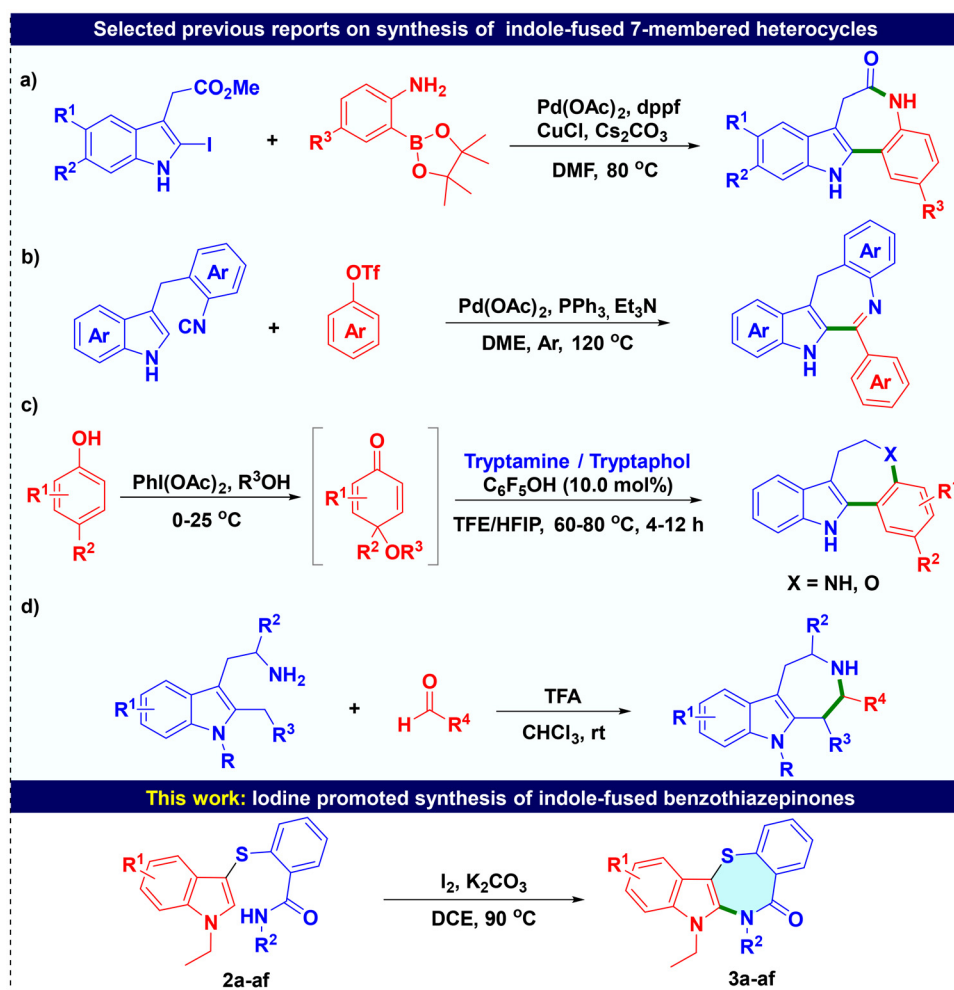 Selected previous reports on synthesis of indole-fused 7-membered heterocycles
a)
CO₂Me
R¹
R²
I
N
H
+
NH₂
R³
B
O
O
Pd(OAc)₂, dppf
CuCl, Cs₂CO₃
DMF, 80 °C
O
NH
R¹
R²
N
H
R³
b)
Ar
Ar
CN
N
H
+
OTf
Ar
Pd(OAc)₂, PPh₃, Et₃N
DME, Ar, 120 °C
Ar
N
Ar
N
H
Ar
c)
OH
R¹
R²
PhI(OAc)₂, R³OH
0-25 °C
O
R¹
R² OR³
Tryptamine / Tryptaphol
C₆F₅OH (10.0 mol%)
TFE/HFIP, 60-80 °C, 4-12 h
X
R¹
N
H
R²
X = NH, O
d)
R²
NH₂
R¹
N
R
R³
+
O
H
R⁴
TFA
CHCl₃, rt
R²
NH
R⁴
R¹
N
R
R³
This work: Iodine promoted synthesis of indole-fused benzothiazepinones
R¹
S
N
HN
O
R²
2a-af
I₂, K₂CO₃
DCE, 90 °C
R¹
S
N
N
O
R²
3a-af